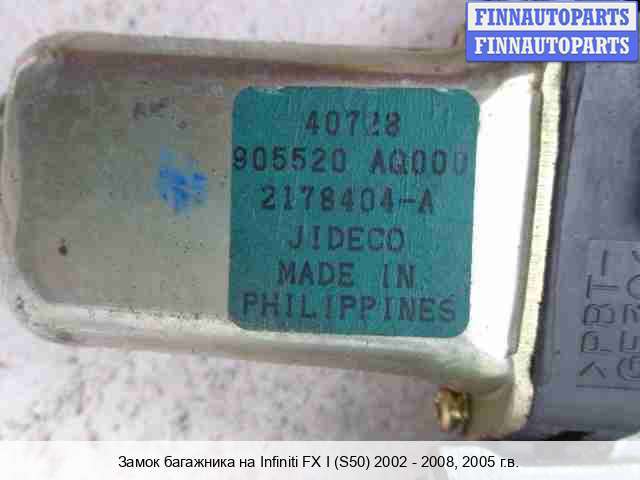 FINNAUTOPARTS
FINNAUTOPARTS
40728
905520 AQ000
2178404-A
JIDECO
MADE IN
PHILIPPINES
>PBT-
Замок багажника на Infiniti FX I (S50) 2002 - 2008, 2005 г.в.